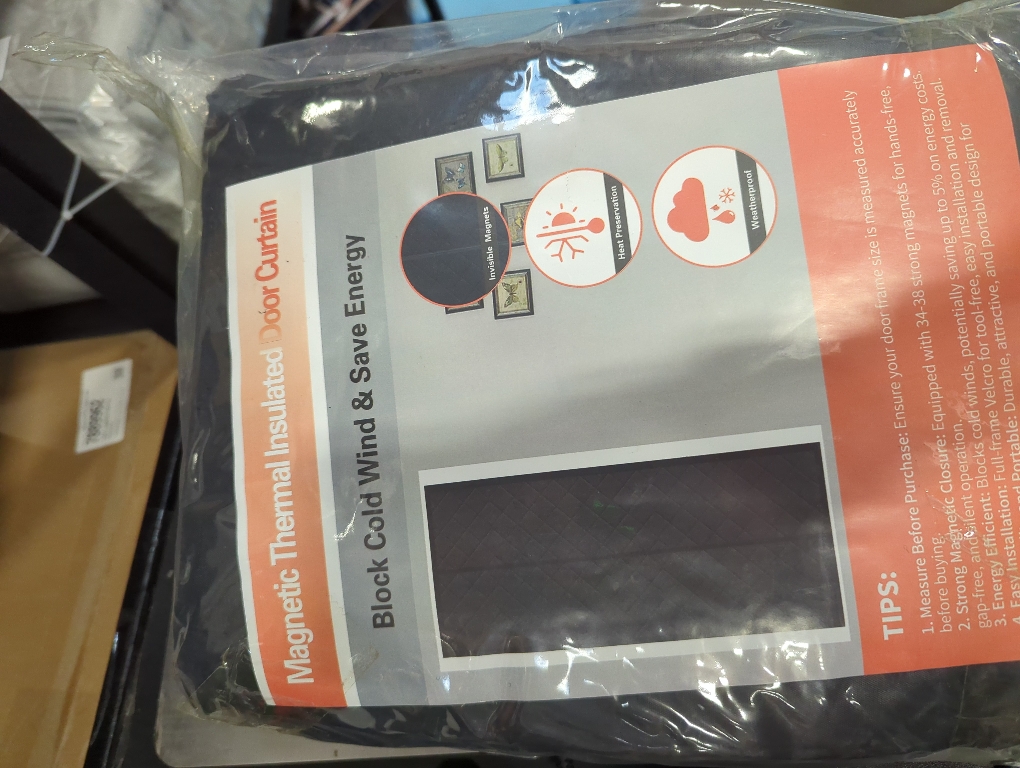 Magnetic Thermal Insulated Door Curtain
Block Cold Wind & Save Energy
Invisible Magnets
Heat Preservation
Weatherproof
TIPS:
1. Measure Before Purchase: Ensure your door frame size is measured accurately
before buying.
2. Strong Magnetic Closure: Equipped with 34-38 strong magnets for hands-free,
gap-free, and silent operation.
3. Energy Efficient: Blocks cold winds, potentially saving up to 5% on energy costs.
4. Easy Installation: Full-frame Velcro for tool-free, easy installation and removal.
and Portable: Durable, attractive, and portable design for